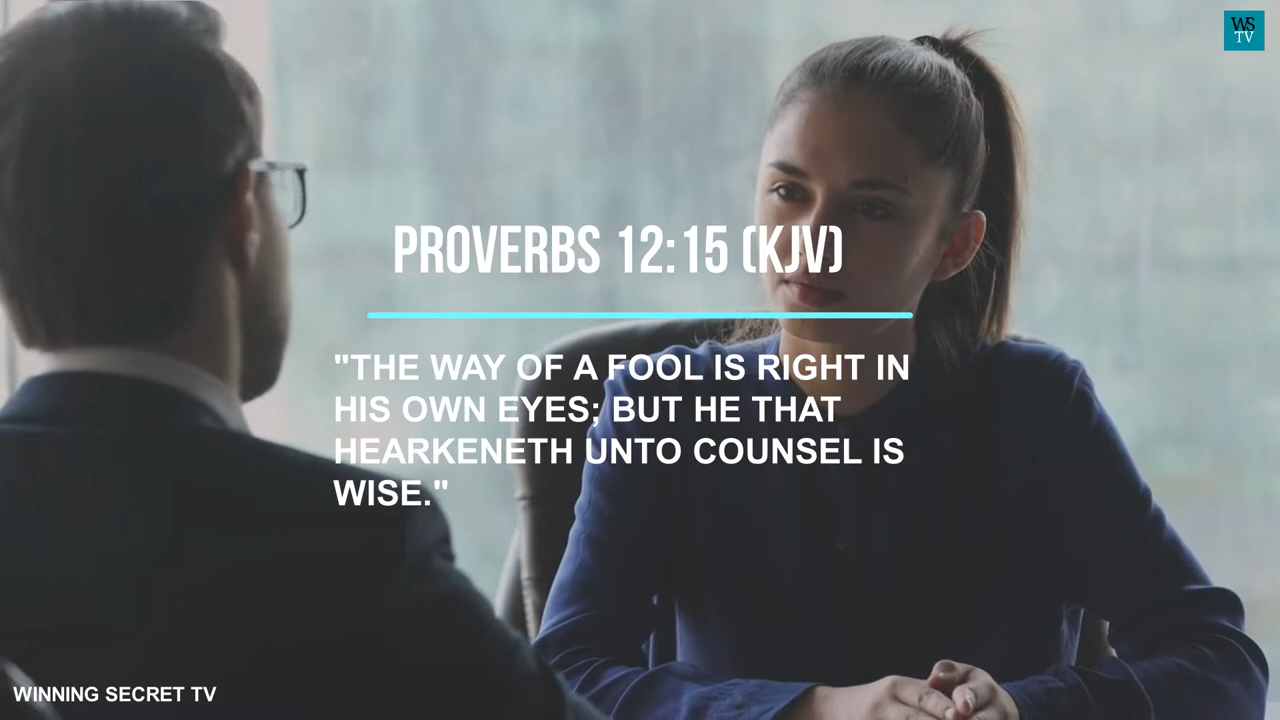 WS
TV
PROVERBS 12:15 (KJV)
"THE WAY OF A FOOL IS RIGHT IN
HIS OWN EYES; BUT HE THAT
HEARKENETH UNTO COUNSEL IS
WISE."
WINNING SECRET TV